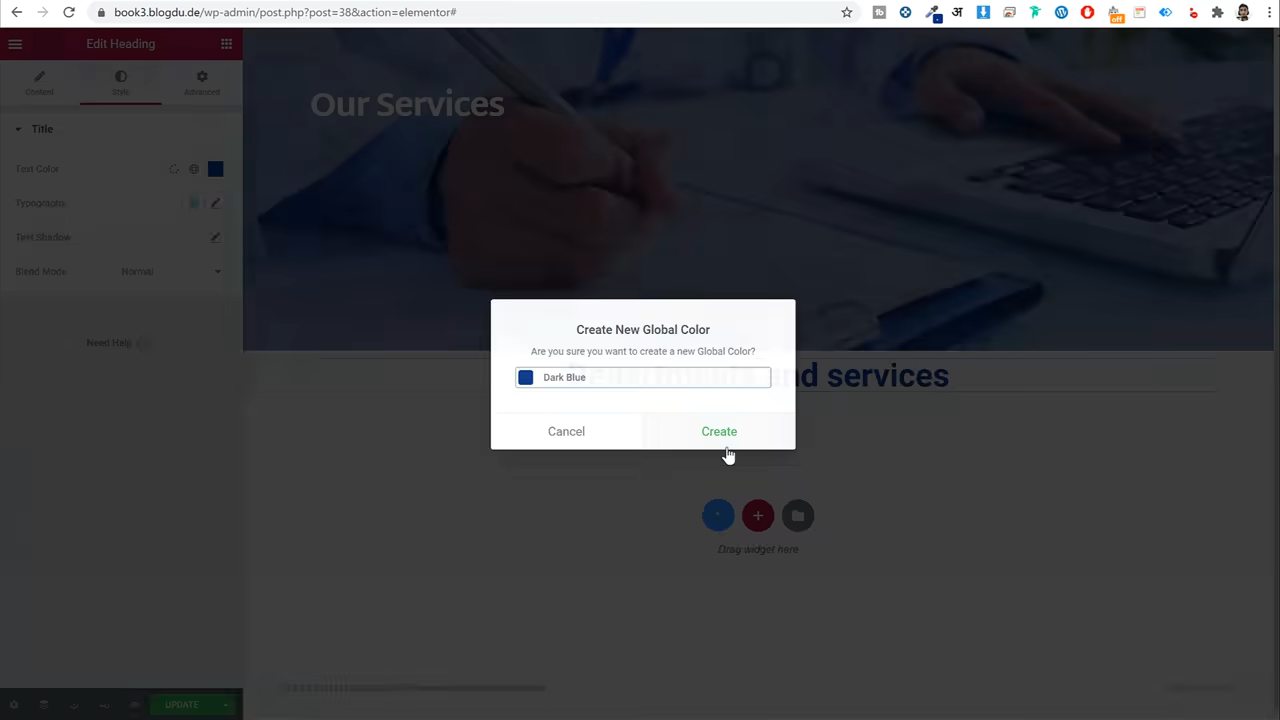 book3.blogdu.de/wp-admin/post.php?post=38&action=elementor#
off
Edit Heading
Content
Style
Advanced
Title
Text Color
Typography
Text Shadow
Blend Mode
Normal
Need Help
Our Services
Create New Global Color
Are you sure you want to create a new Global Color?
Dark Blue
nd services
Cancel
Create
Drag widget here
UPDATE